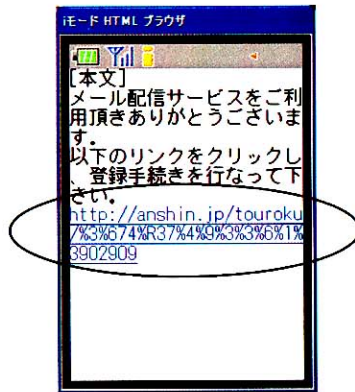 iモード HTML ブラウザ
[本文]
メール配信サービスをご利
用頂きありがとうございま
す。
以下のリンクをクリックし
、登録手続きを行なって下
さい。
http://anshin.jp/touroku
/%3%674%R37%4%9%3%3%6%1%
3902909